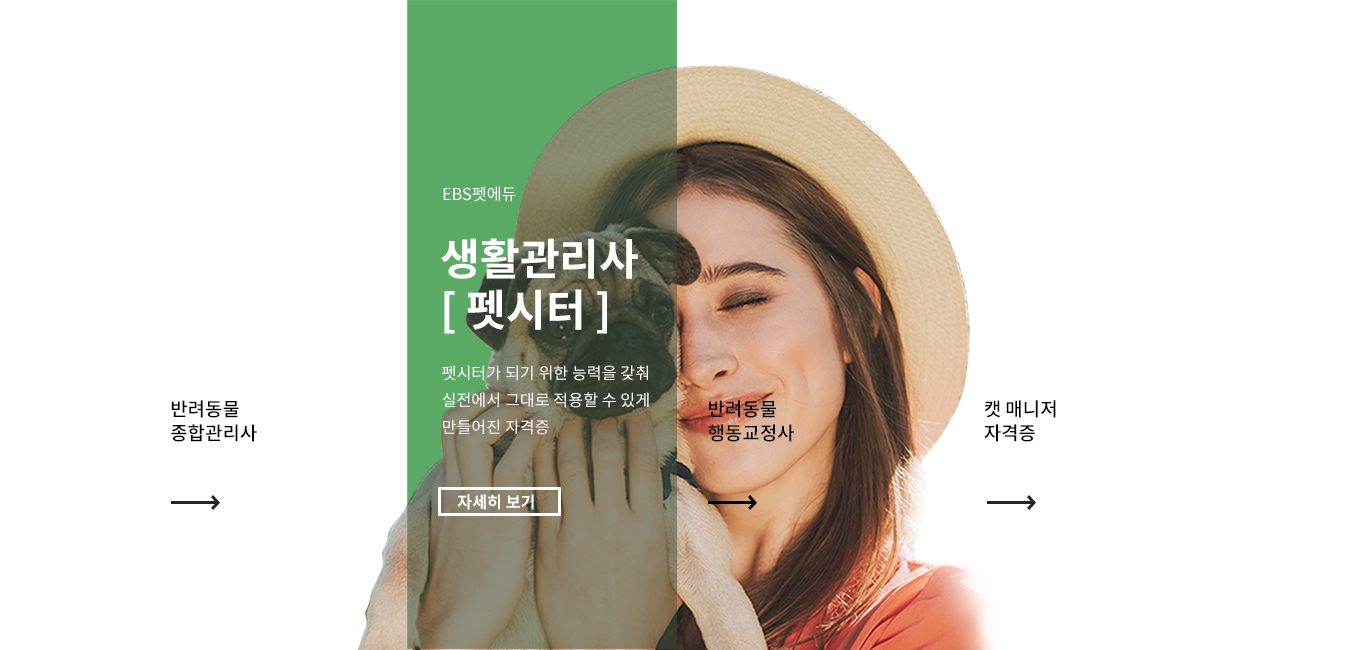 EBS펫에듀
생활관리사
[ 펫시터 ]
펫시터가 되기 위한 능력을 갖춰
실전에서 그대로 적용할 수 있게
만들어진 자격증
자세히 보기
반려동물
종합관리사
반려동물
행동교정사
캣 매니저
자격증